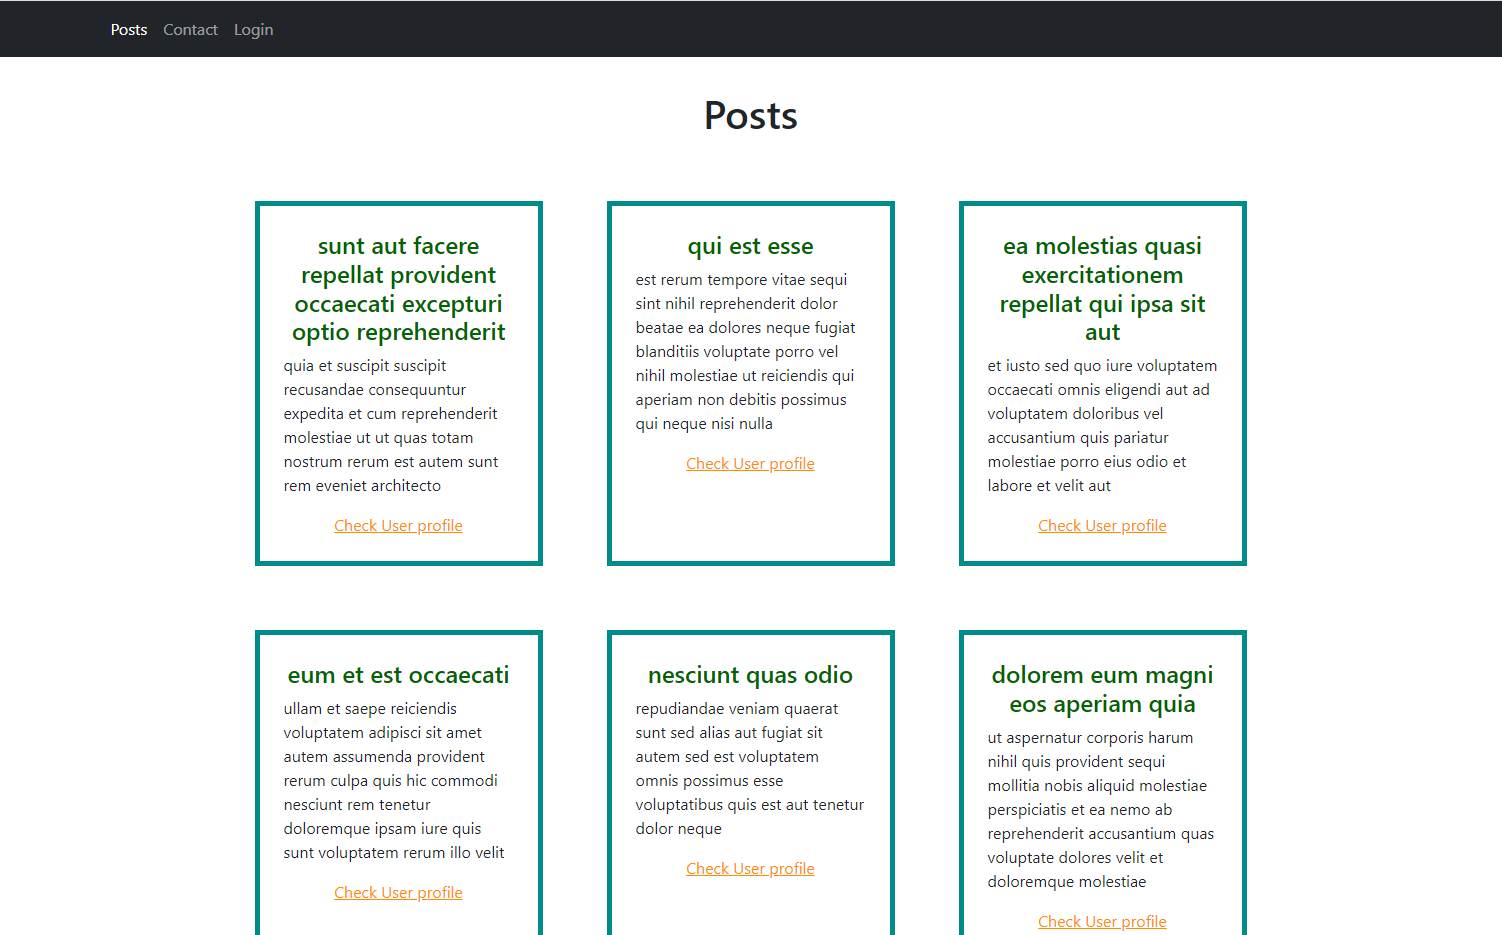 Posts Contact Login
Posts
sunt aut facere
repellat provident
occaecati excepturi
optio reprehenderit
quia et suscipit suscipit
recusandae consequuntur
expedita et cum reprehenderit
molestiae ut ut quas totam
nostrum rerum est autem sunt
rem eveniet architecto
Check User profile
qui est esse
est rerum tempore vitae sequi
sint nihil reprehenderit dolor
beatae ea dolores neque fugiat
blanditiis voluptate porro vel
nihil molestiae ut reiciendis qui
aperiam non debitis possimus
qui neque nisi nulla
Check User profile
ea molestias quasi
exercitationem
repellat qui ipsa sit
aut
et iusto sed quo iure voluptatem
occaecati omnis eligendi aut ad
voluptatem doloribus vel
accusantium quis pariatur
molestiae porro eius odio et
labore et velit aut
Check User profile
eum et est occaecati
ullam et saepe reiciendis
voluptatem adipisci sit amet
autem assumenda provident
rerum culpa quis hic commodi
nesciunt rem tenetur
doloremque ipsam iure quis
sunt voluptatem rerum illo velit
Check User profile
nesciunt quas odio
repudiandae veniam quaerat
sunt sed alias aut fugiat sit
autem sed est voluptatem
omnis possimus esse
voluptatibus quis est aut tenetur
dolor neque
Check User profile
dolorem eum magni
eos aperiam quia
ut aspernatur corporis harum
nihil quis provident sequi
mollitia nobis aliquid molestiae
perspiciatis et ea nemo ab
reprehenderit accusantium quas
voluptate dolores velit et
doloremque molestiae
Check User profile